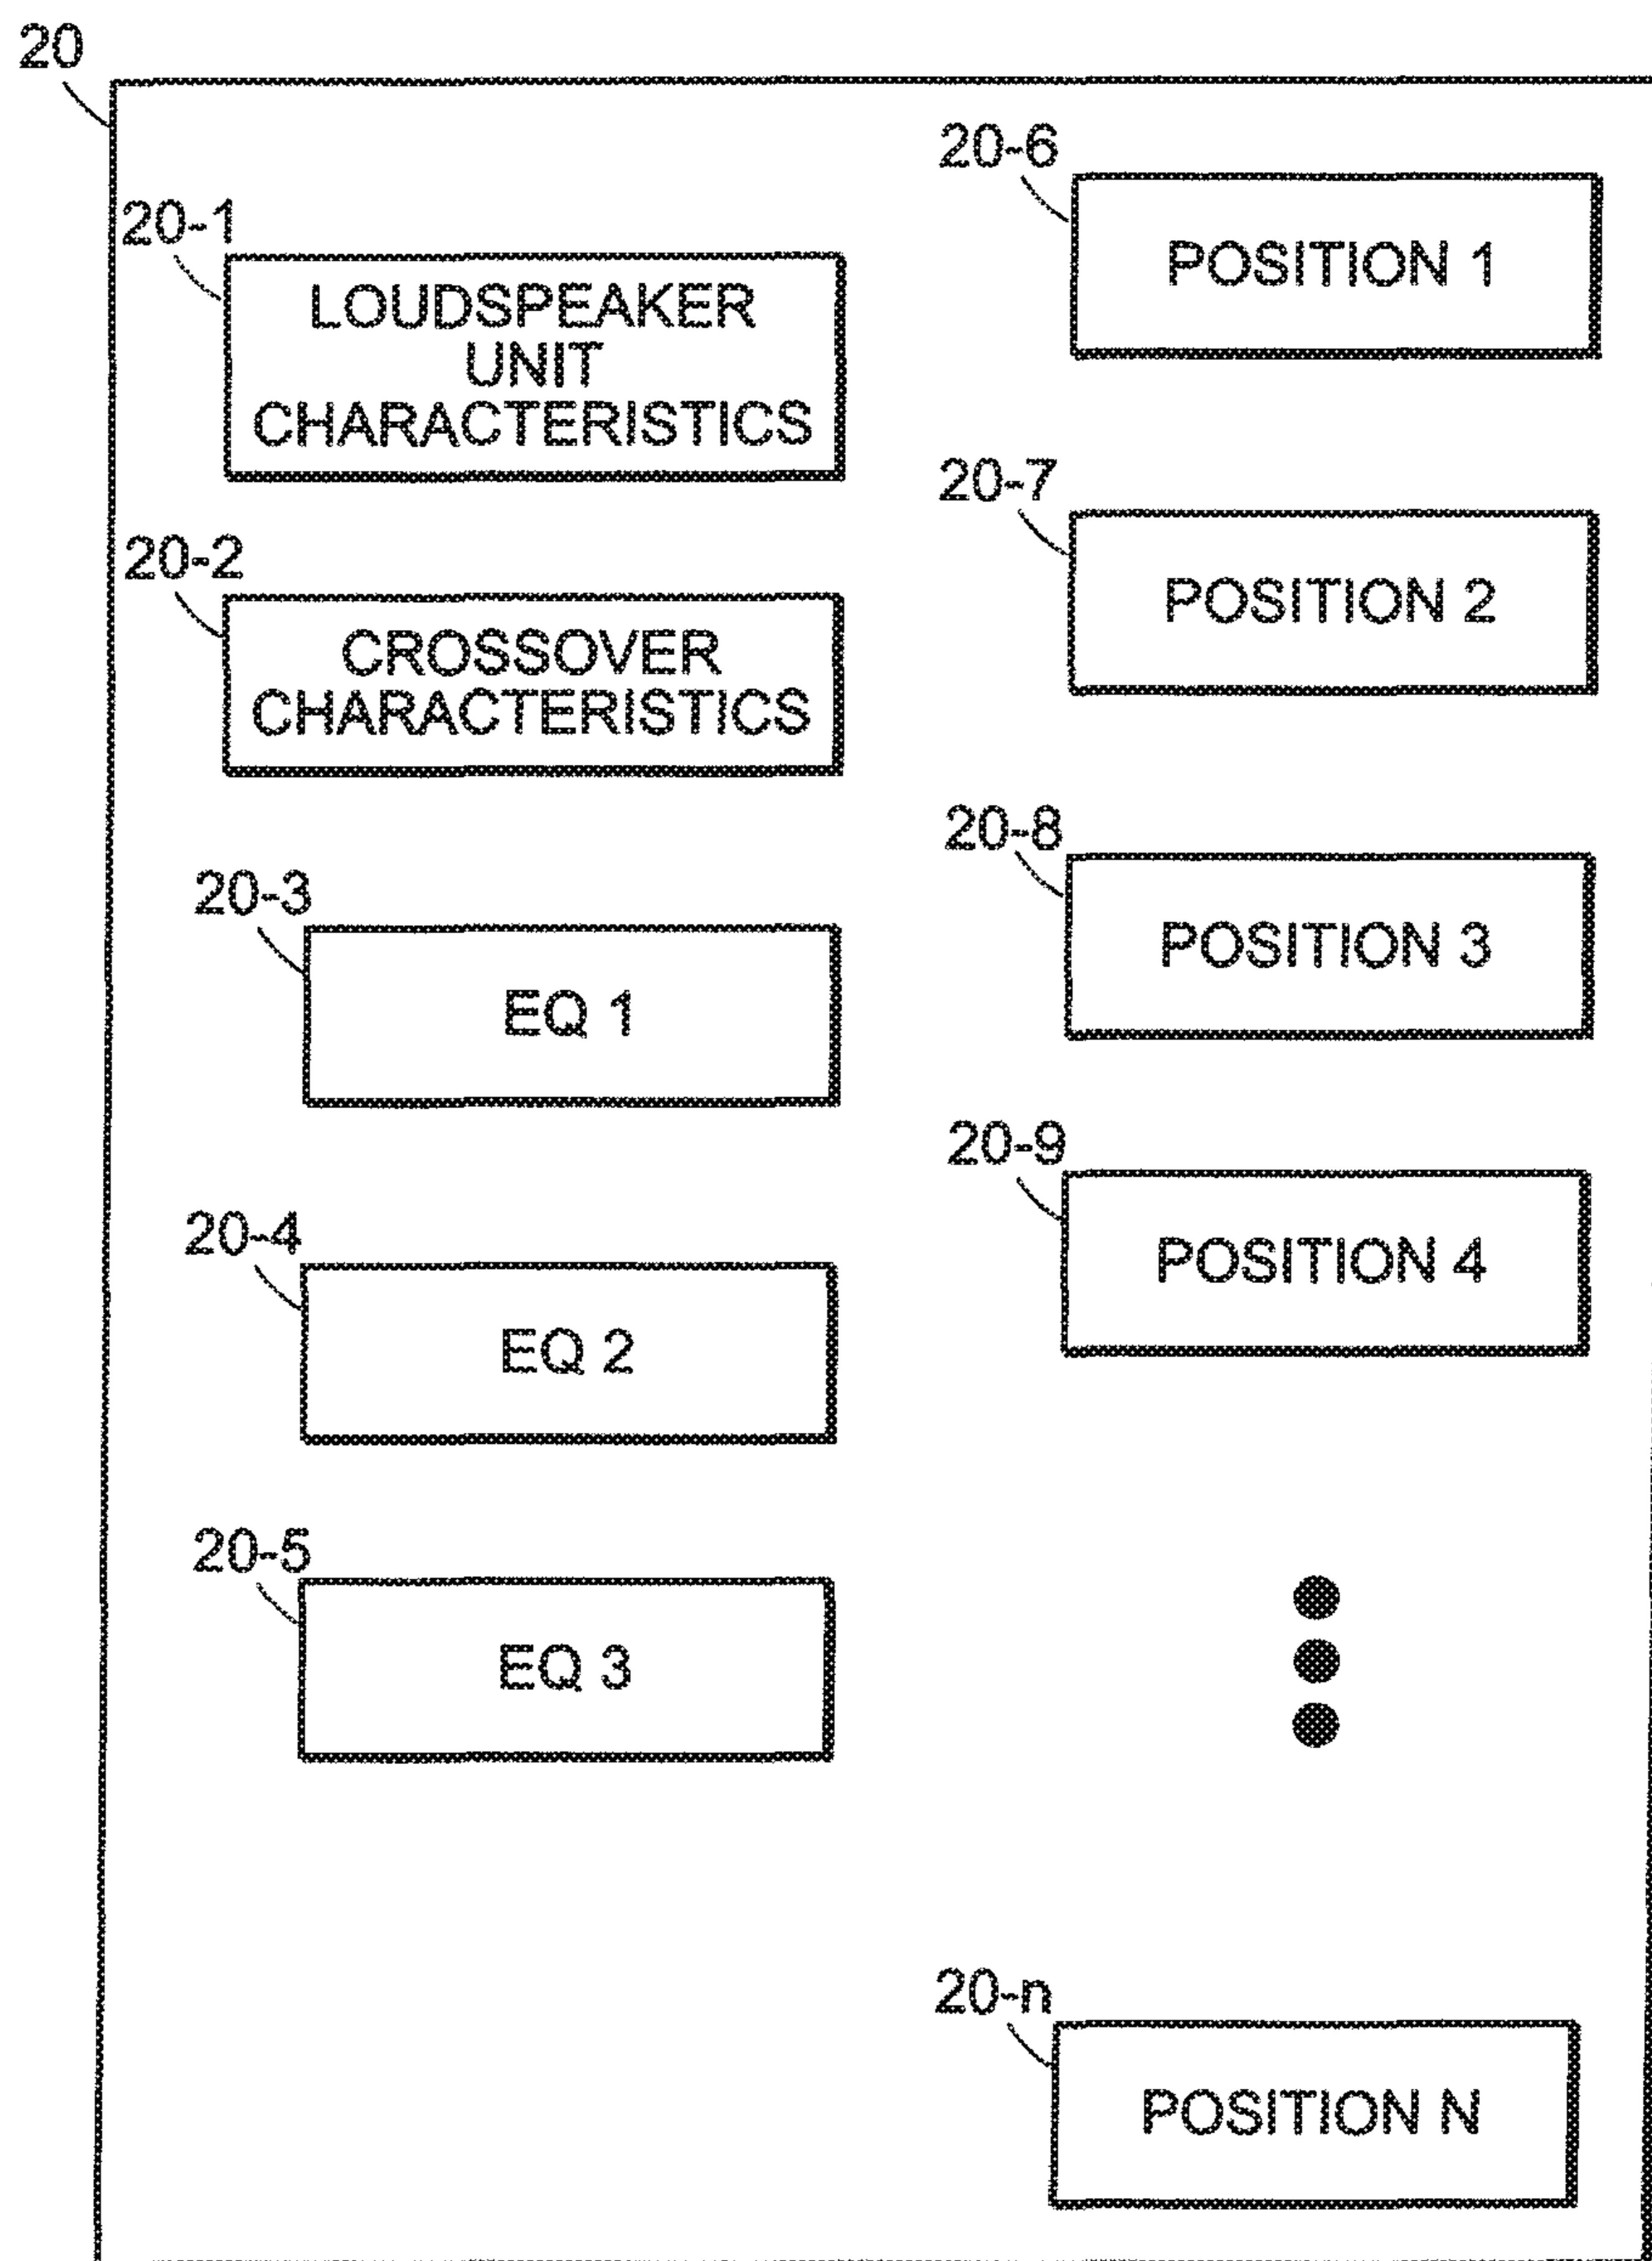 20
20-1
LOUDSPEAKER
UNIT
CHARACTERISTICS
20-2
CROSSOVER
CHARACTERISTICS
20-3
EQ 1
20-4
EQ 2
20-5
EQ 3
20-6
POSITION 1
20-7
POSITION 2
20-8
POSITION 3
20-9
POSITION 4
20-n
POSITION N